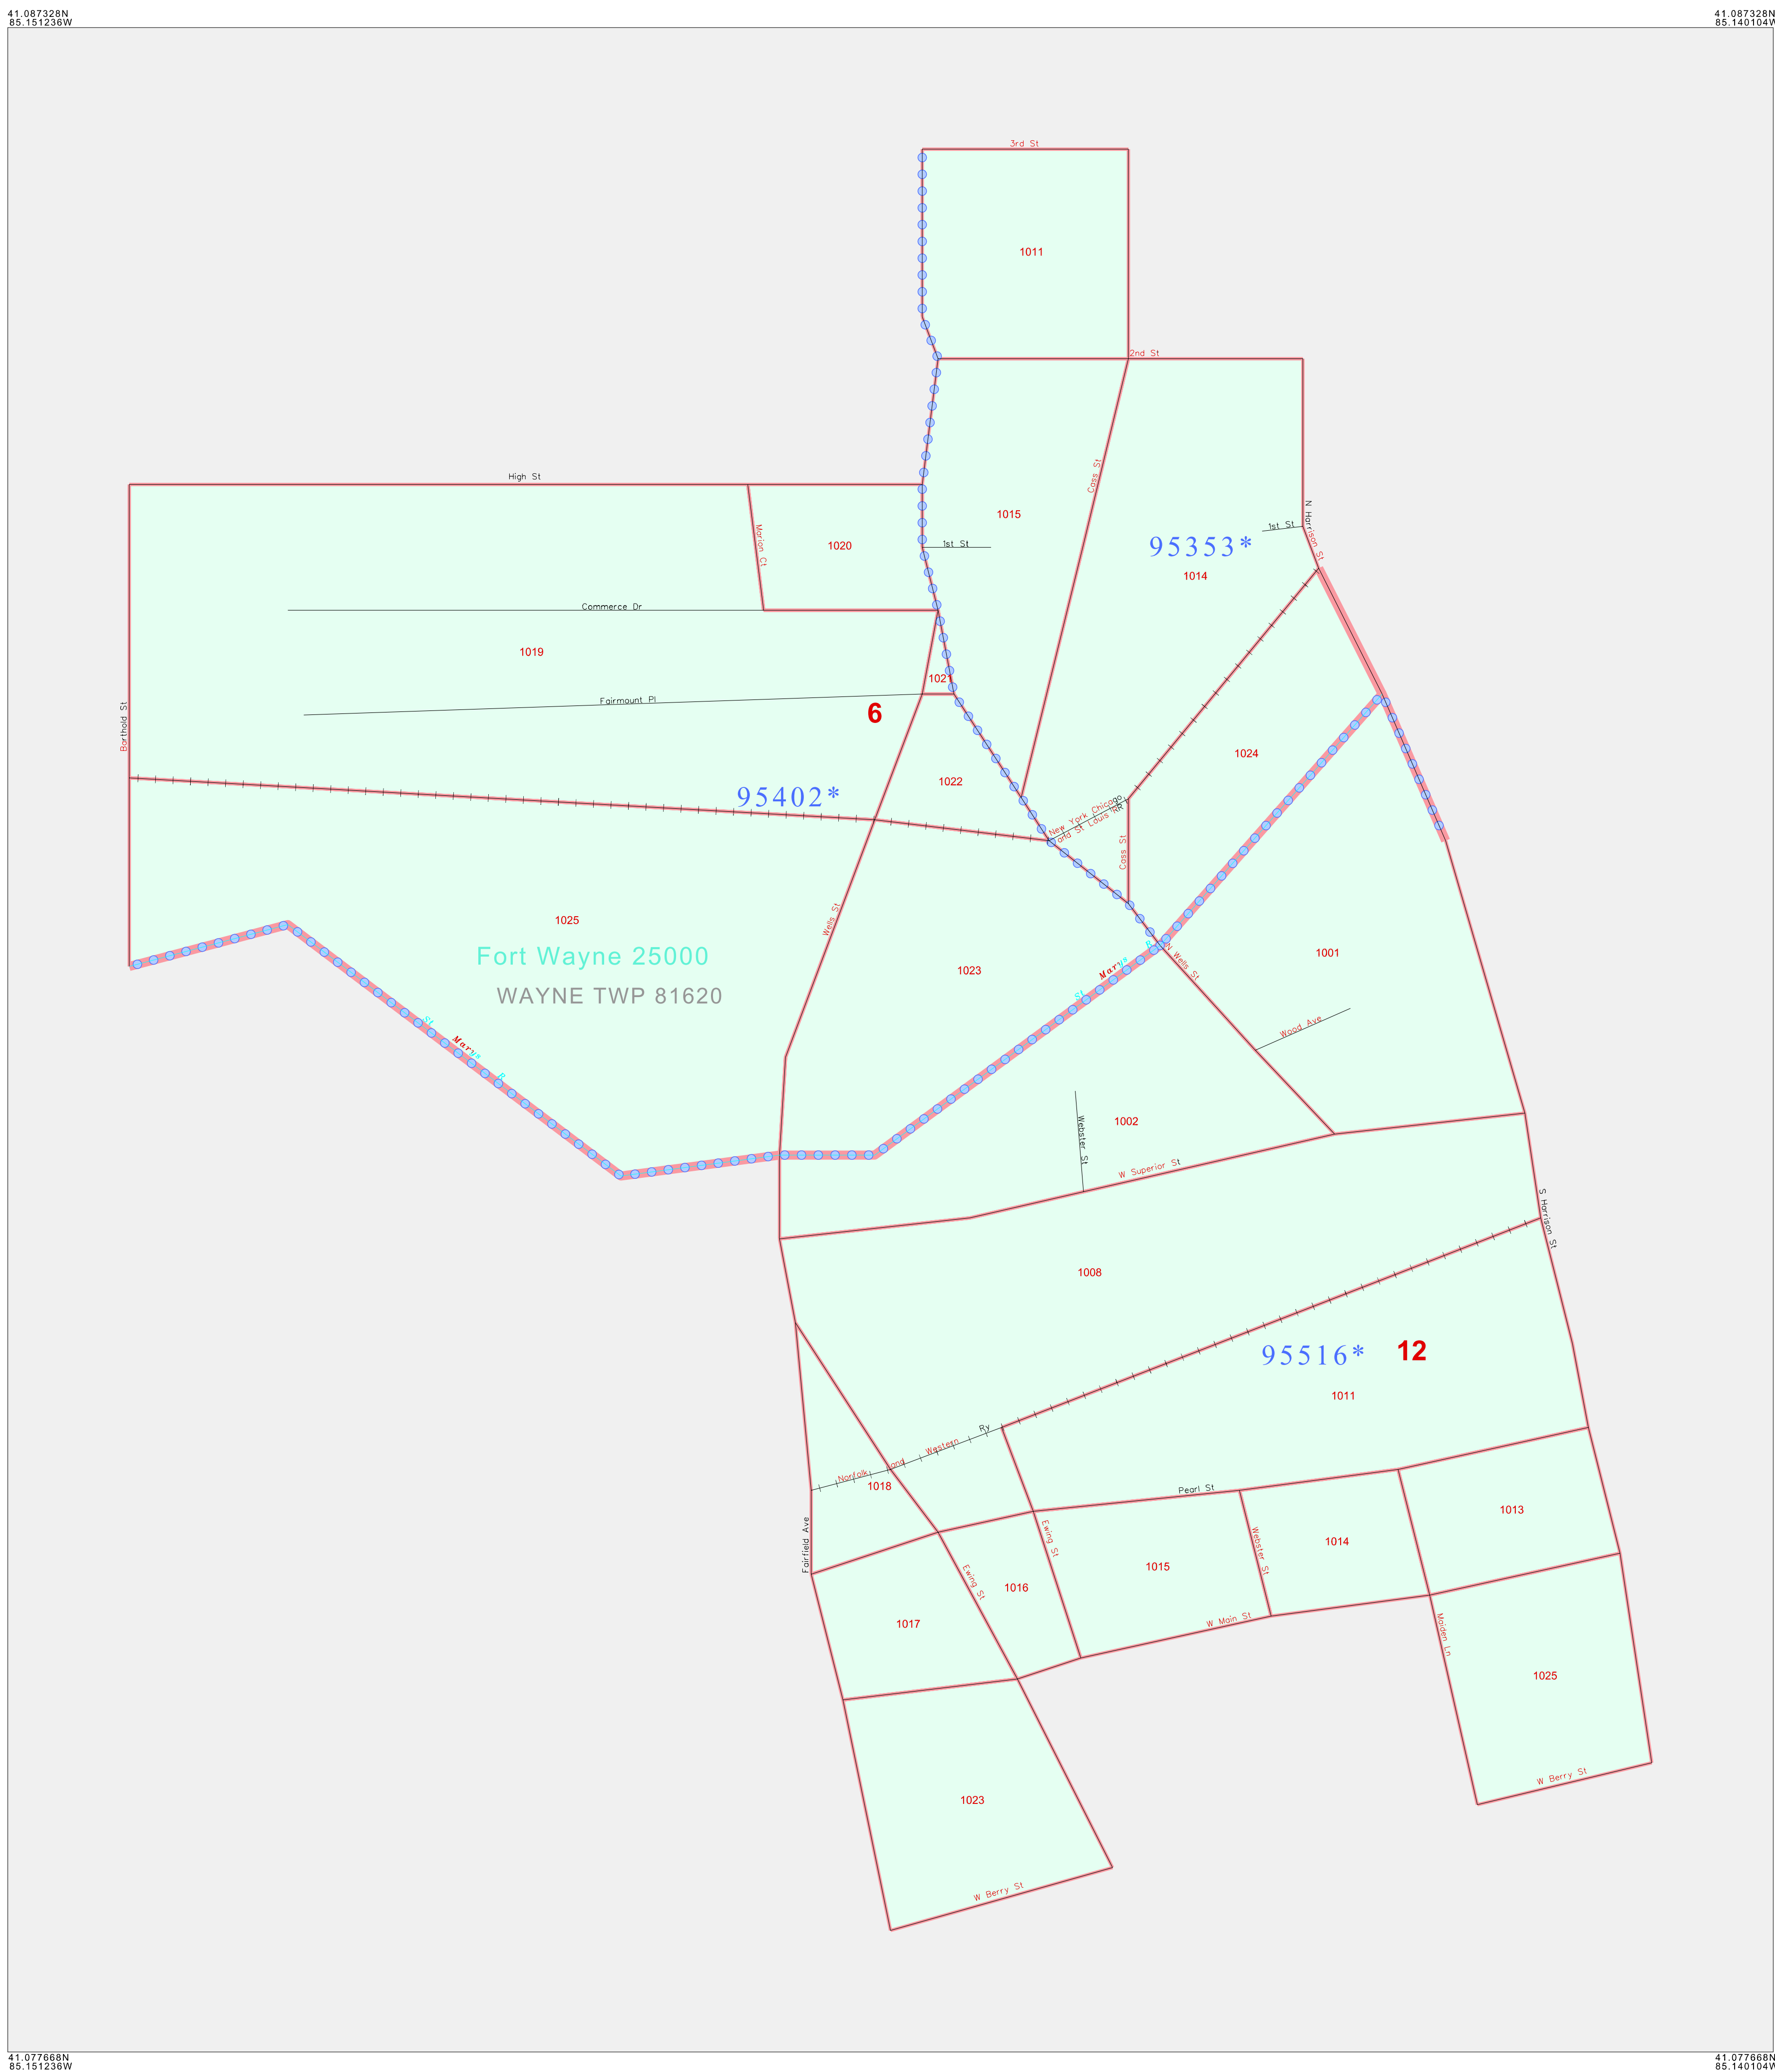 41.087328N
85.151236W
41.087328N
85.140104W
3rd St
1011
2nd St
High St
Cass St
Marion Ct
1020
1015
1st St
1st St
N Harrison St
95353*
1014
Commerce Dr
1019
1021
Fairmount Pl
6
Barthold St
1024
1022
95402*
New York Chicago
and St Louis RR
Cass St
1025
Wells St
Fort Wayne 25000
WAYNE TWP 81620
1023
St Marys R
St Marys R
N Wells St
1001
Wood Ave
Webster St
1002
W Superior St
S Harrison St
1008
95516*
12
1011
Norfolk and Western Ry
1018
Pearl St
Fairfield Ave
Ewing St
Ewing St
1013
Webster St
1014
1015
1016
1017
W Main St
Maiden Ln
1025
W Berry St
1023
W Berry St
41.077668N
85.151236W
41.077668N
85.140104W